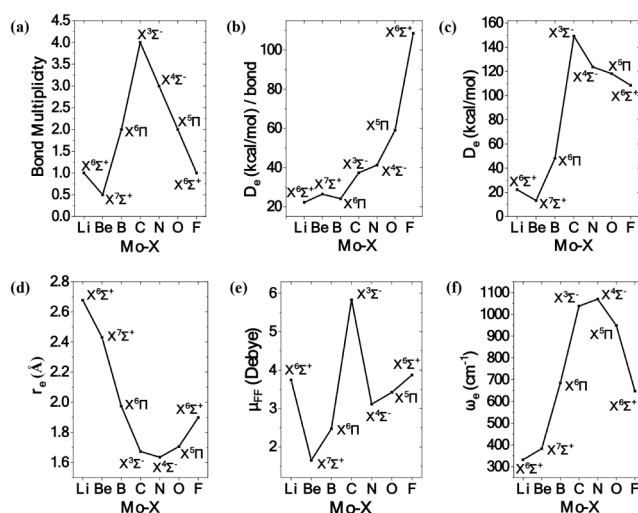 (a)
Bond Multiplicity
4.5
4.0
3.5
3.0
2.5
2.0
1.5
1.0
0.5
0.0
X³Σ⁻
X⁴Σ⁻
X⁶Π
X⁵Π
X⁶Σ⁺
X⁷Σ⁺
X⁶Σ⁺
Li Be B C N O F
Mo-X
(b)
Dₑ (kcal/mol) / bond
100
80
60
40
20
X⁶Σ⁺
X⁵Π
X³Σ⁻
X⁴Σ⁻
X⁷Σ⁺
X⁶Σ⁺
X⁶Π
Li Be B C N O F
Mo-X
(c)
Dₑ (kcal/mol)
160
140
120
100
80
60
40
20
0
X³Σ⁻
X⁴Σ⁻
X⁵Π
X⁶Σ⁺
X⁶Π
X⁶Σ⁺
X⁷Σ⁺
Li Be B C N O F
Mo-X
(d)
rₑ (Å)
2.8
2.6
2.4
2.2
2.0
1.8
1.6
X⁶Σ⁺
X⁷Σ⁺
X⁶Π
X⁶Σ⁺
X³Σ⁻
X⁴Σ⁻
X⁵Π
Li Be B C N O F
Mo-X
(e)
μFF (Debye)
6
5
4
3
2
X³Σ⁻
X⁶Σ⁺
X⁶Σ⁺
X⁵Π
X⁴Σ⁻
X⁶Π
X⁷Σ⁺
Li Be B C N O F
Mo-X
(f)
ωₑ (cm⁻¹)
1100
1000
900
800
700
600
500
400
300
X⁴Σ⁻
X³Σ⁻
X⁵Π
X⁶Π
X⁶Σ⁺
X⁷Σ⁺
X⁶Σ⁺
Li Be B C N O F
Mo-X